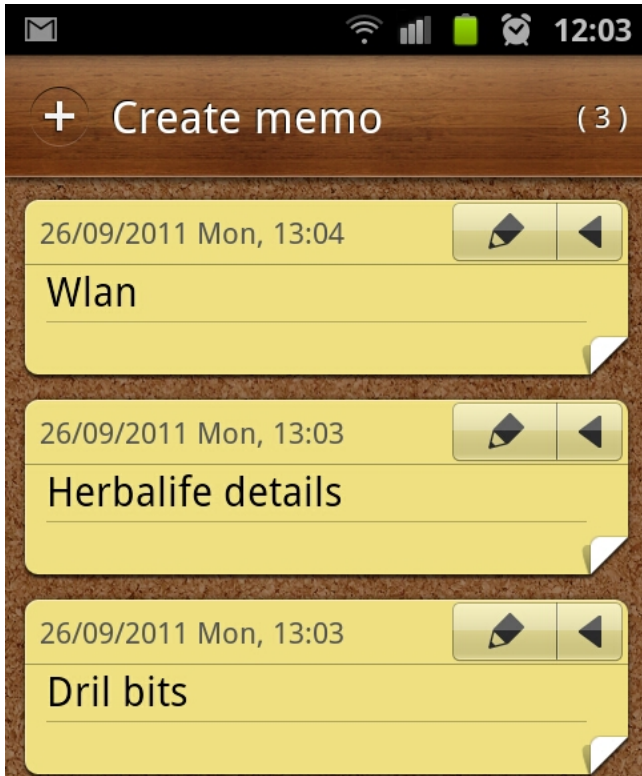 12:03
Create memo (3)
26/09/2011 Mon, 13:04
Wlan
26/09/2011 Mon, 13:03
Herbalife details
26/09/2011 Mon, 13:03
Dril bits